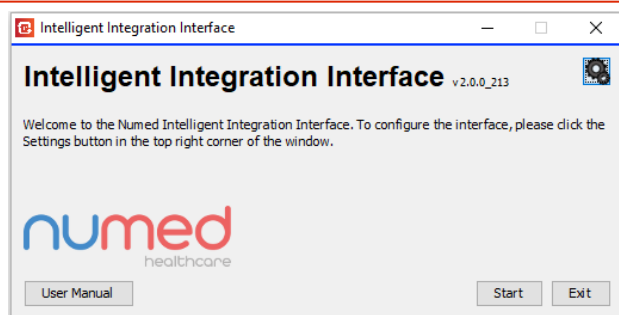 Intelligent Integration Interface
Intelligent Integration Interface v2.0.0_213
Welcome to the Numed Intelligent Integration Interface. To configure the interface, please click the
Settings button in the top right corner of the window.
numed
healthcare
User Manual Start Exit